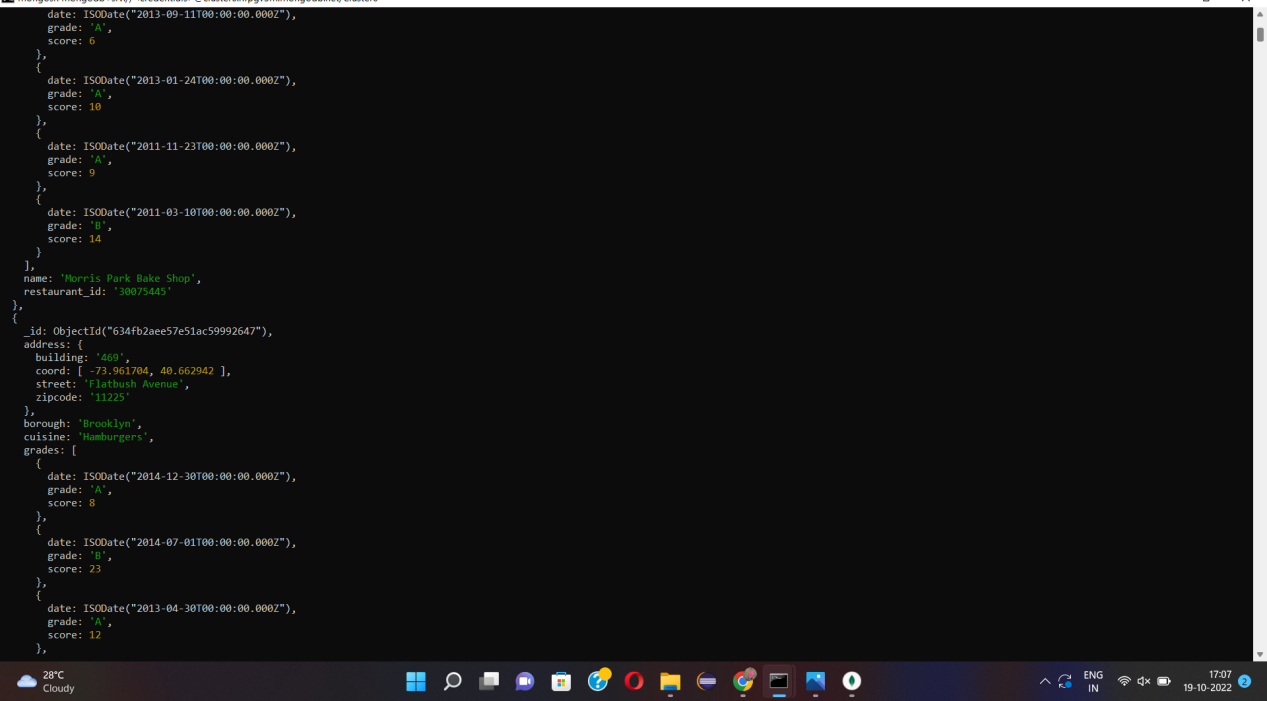 date: ISODate("2013-09-11T00:00:00.000Z"),
grade: 'A',
score: 6
},
{
date: ISODate("2013-01-24T00:00:00.000Z"),
grade: 'A',
score: 10
},
{
date: ISODate("2011-11-23T00:00:00.000Z"),
grade: 'A',
score: 9
},
{
date: ISODate("2011-03-10T00:00:00.000Z"),
grade: 'B',
score: 14
}
],
name: 'Morris Park Bake Shop',
restaurant_id: '30075445'
},
{
_id: ObjectId("634fb2aee57e51ac59992647"),
address: {
building: '469',
coord: [ -73.961704, 40.662942 ],
street: 'Flatbush Avenue',
zipcode: '11225'
},
borough: 'Brooklyn',
cuisine: 'Hamburgers',
grades: [
{
date: ISODate("2014-12-30T00:00:00.000Z"),
grade: 'A',
score: 8
},
{
date: ISODate("2014-07-01T00:00:00.000Z"),
grade: 'B',
score: 23
},
{
date: ISODate("2013-04-30T00:00:00.000Z"),
grade: 'A',
score: 12
},
28°C
Cloudy
ENG
IN
17:07
19-10-2022
2